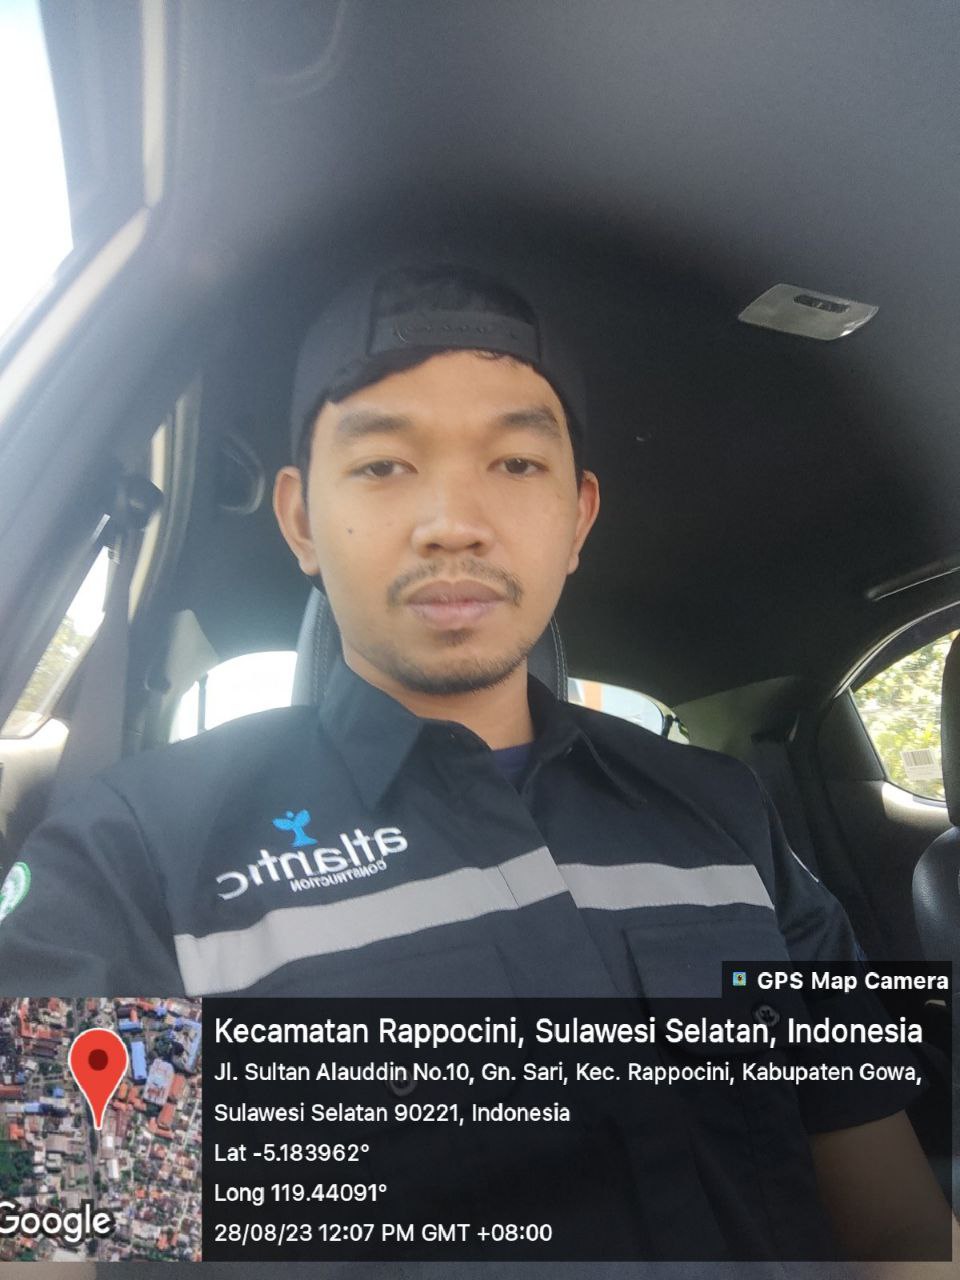 atlantic
CONSTRUCTION
GPS Map Camera
Kecamatan Rappocini, Sulawesi Selatan, Indonesia
Jl. Sultan Alauddin No.10, Gn. Sari, Kec. Rappocini, Kabupaten Gowa,
Sulawesi Selatan 90221, Indonesia
Lat -5.183962°
Long 119.44091°
28/08/23 12:07 PM GMT +08:00
Google